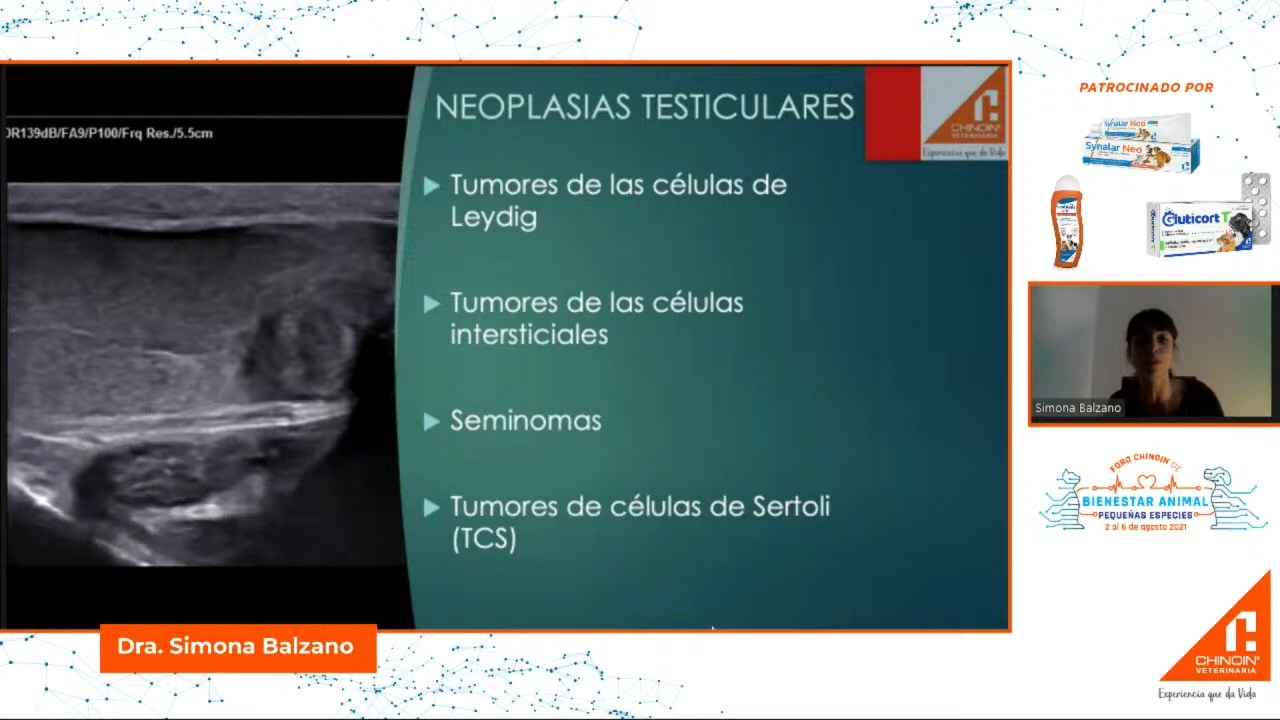 PATROCINADO POR
Synalar Neo
Synalar Neo
Gluticort T
DR139dB/FA9/P100/Frq Res./5.5cm
NEOPLASIAS TESTICULARES
CHINOIN
VETERINARIA
Experiencia que da Vida
Tumores de las células de
Leydig
Tumores de las células
intersticiales
Seminomas
Tumores de células de Sertoli
(TCS)
Simona Balzano
FORO CHINOIN DE
BIENESTAR ANIMAL
PEQUEÑAS ESPECIES
2 al 6 de agosto 2021
Dra. Simona Balzano
CHINOIN
VETERINARIA
Experiencia que da Vida